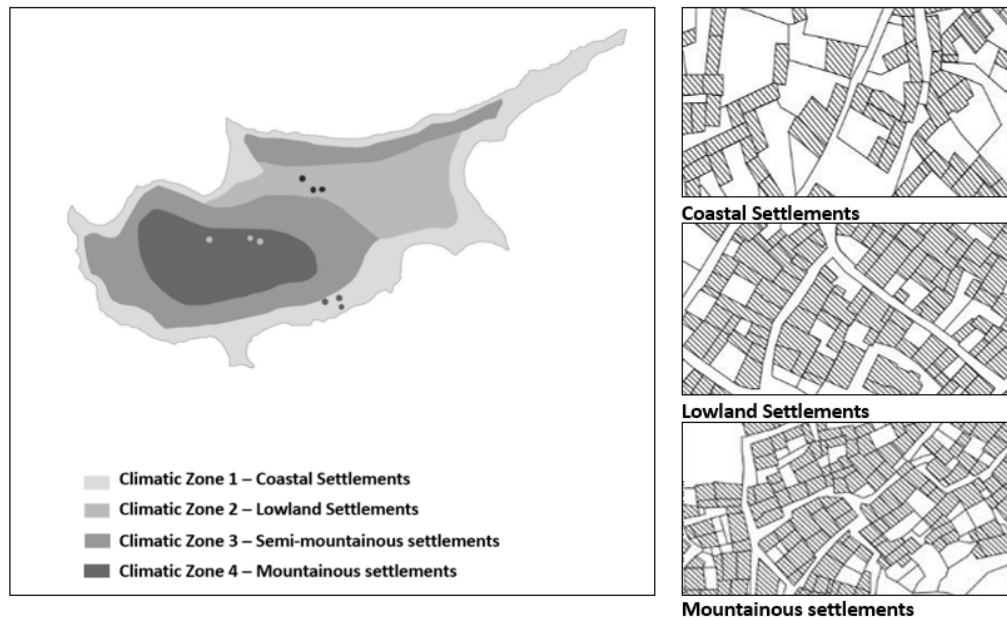 Climatic Zone 1 – Coastal Settlements
Climatic Zone 2 – Lowland Settlements
Climatic Zone 3 – Semi-mountainous settlements
Climatic Zone 4 – Mountainous settlements
Coastal Settlements
Lowland Settlements
Mountainous settlements